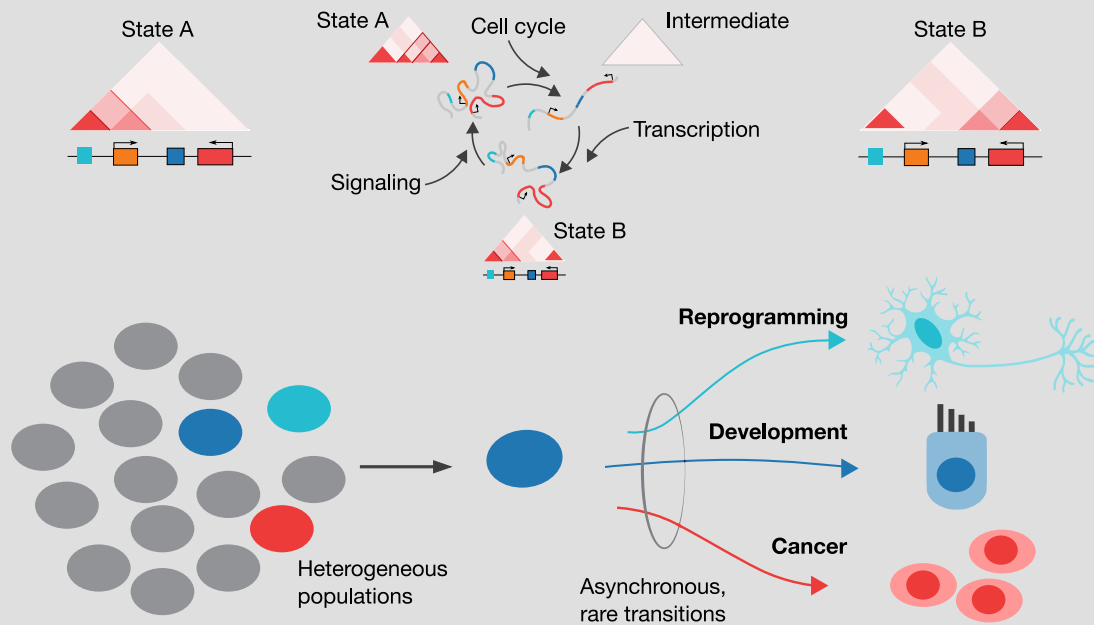 State A
State A
Cell cycle
Intermediate
State B
Transcription
Signaling
State B
Reprogramming
Development
Cancer
Heterogeneous
populations
Asynchronous,
rare transitions